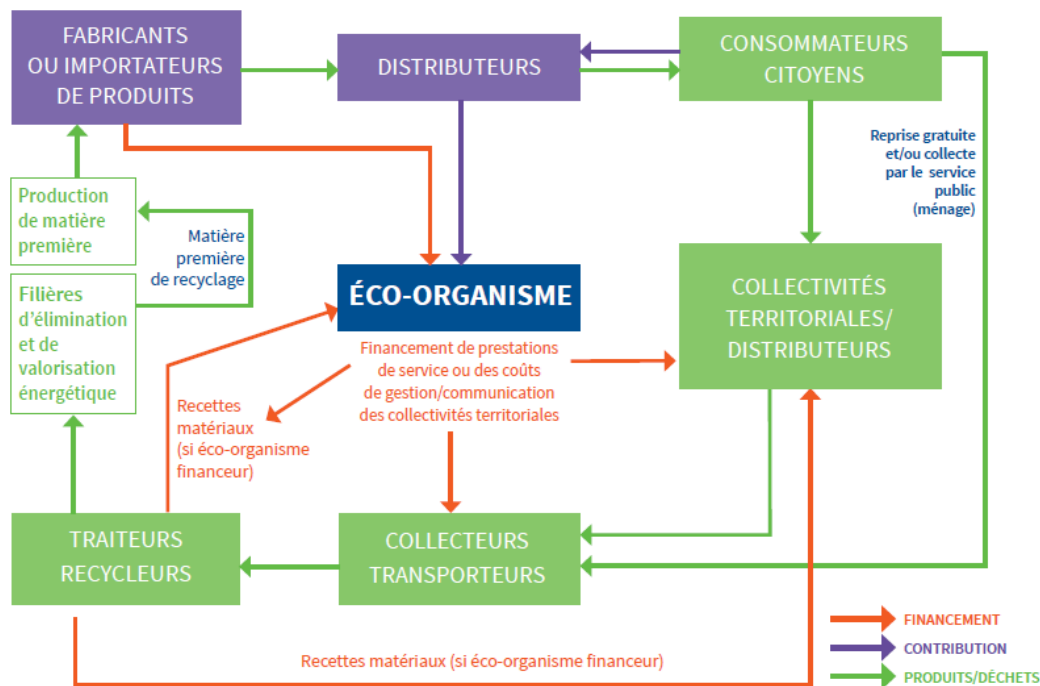 FABRICANTS
OU IMPORTATEURS
DE PRODUITS
DISTRIBUTEURS
CONSOMMATEURS
CITOYENS
Reprise gratuite
et/ou collecte
par le service
public
(ménage)
Production
de matière
première
Matière
première
de recyclage
Filières
d'élimination
et de
valorisation
énergétique
ÉCO-ORGANISME
COLLECTIVITÉS
TERRITORIALES/
DISTRIBUTEURS
Financement de prestations
de service ou des coûts
de gestion/communication
des collectivités territoriales
Recettes
matériaux
(si éco-organisme
financeur)
TRAITEURS
RECYCLEURS
COLLECTEURS
TRANSPORTEURS
Recettes matériaux (si éco-organisme financeur)
FINANCEMENT
CONTRIBUTION
PRODUITS/DÉCHETS